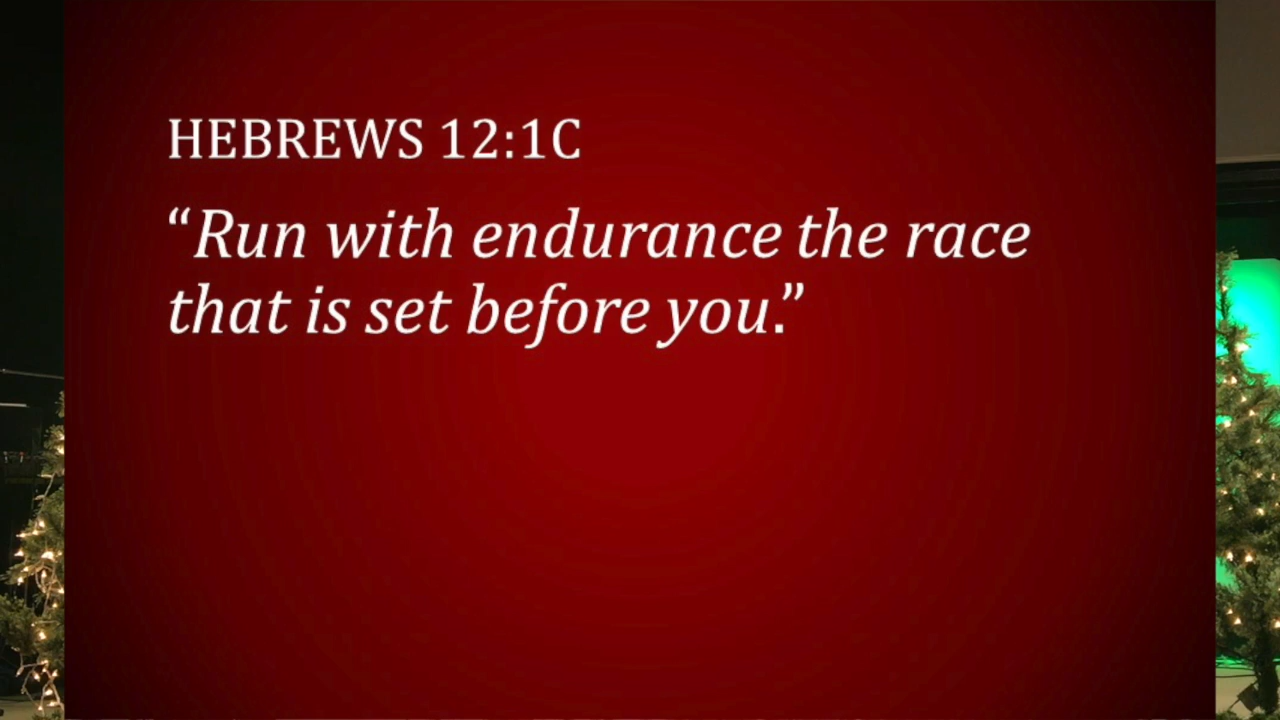 HEBREWS 12:1C
“Run with endurance the race
that is set before you.”